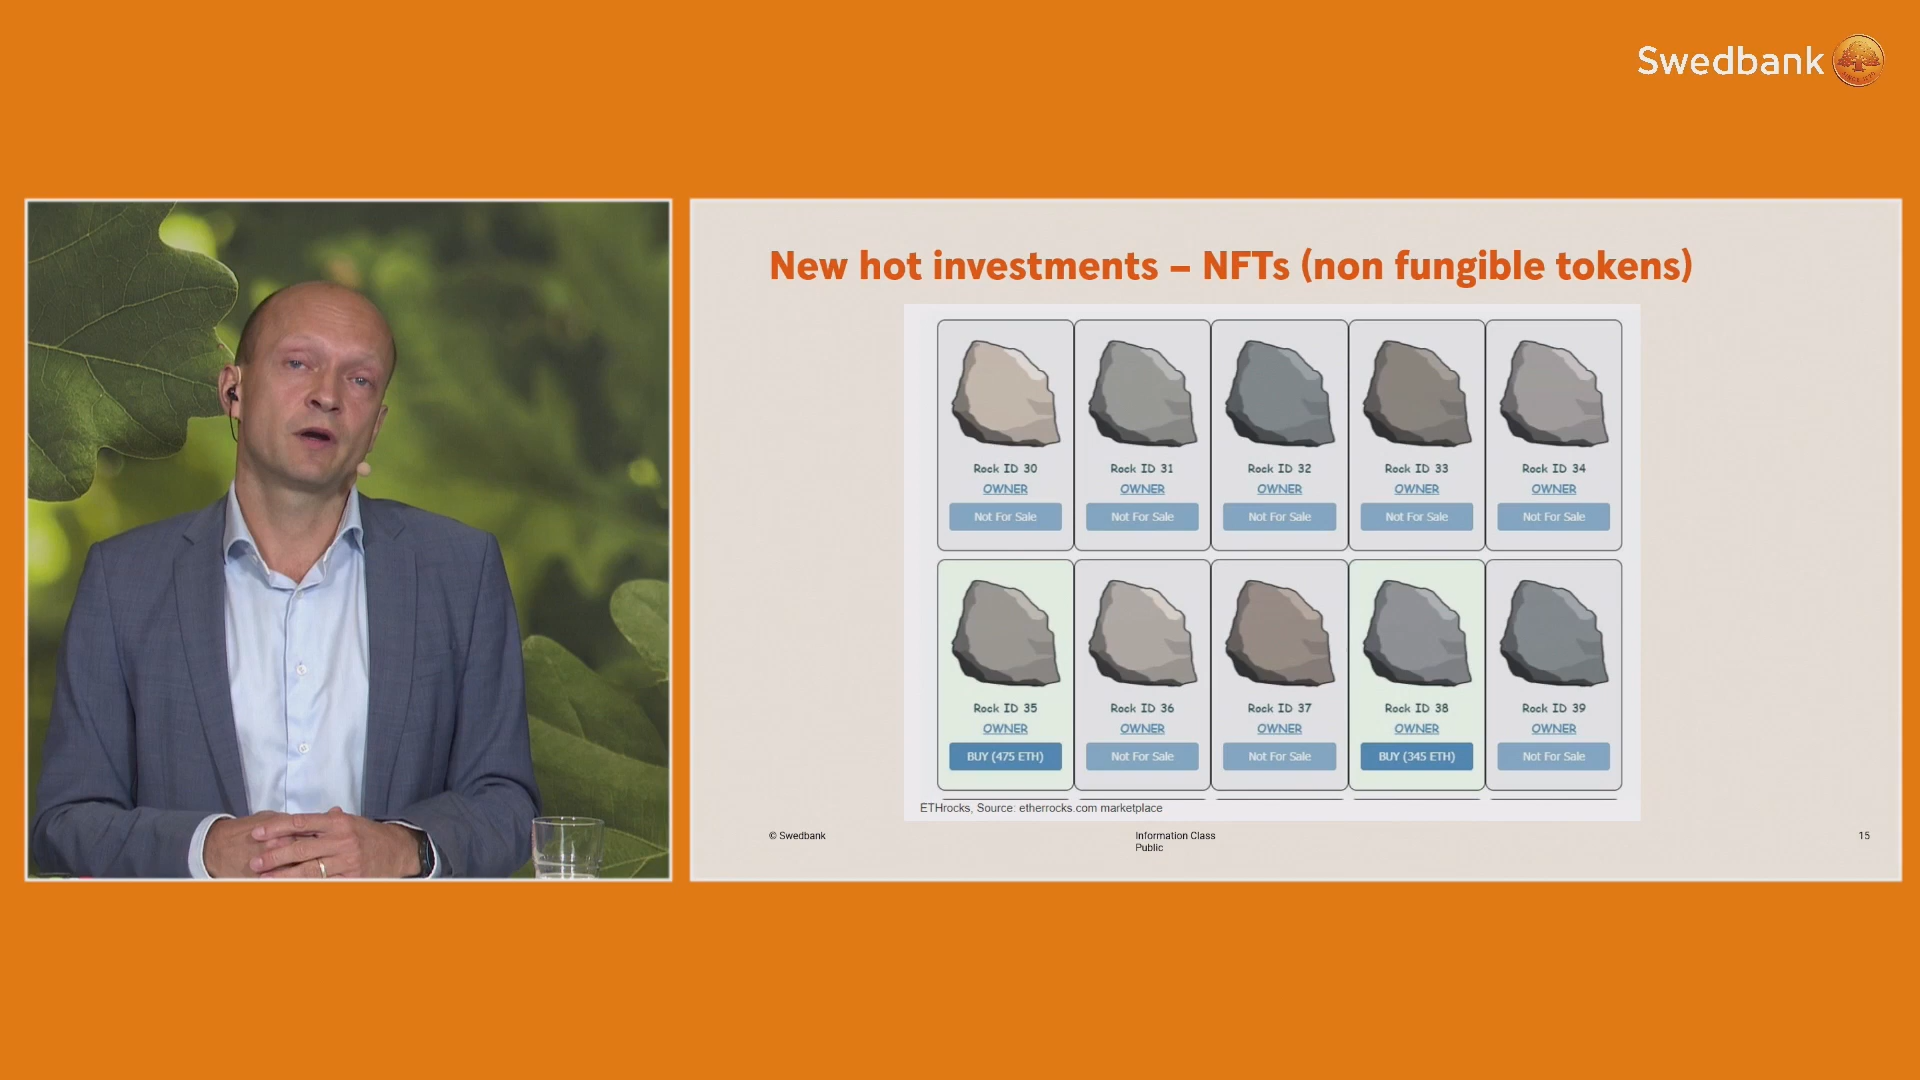 Swedbank
New hot investments – NFTs (non fungible tokens)
Rock ID 30
OWNER
Not For Sale
Rock ID 31
OWNER
Not For Sale
Rock ID 32
OWNER
Not For Sale
Rock ID 33
OWNER
Not For Sale
Rock ID 34
OWNER
Not For Sale
Rock ID 35
OWNER
BUY (475 ETH)
Rock ID 36
OWNER
Not For Sale
Rock ID 37
OWNER
Not For Sale
Rock ID 38
OWNER
BUY (345 ETH)
Rock ID 39
OWNER
Not For Sale
ETHrocks, Source: etherrocks.com marketplace
© Swedbank
Information Class
Public
15